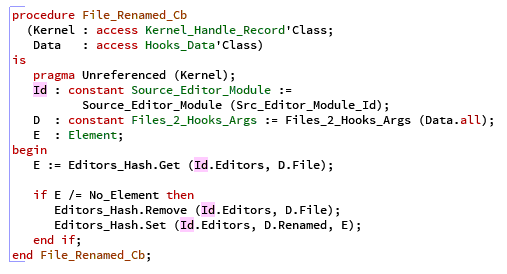 procedure File_Renamed_Cb
  (Kernel : access Kernel_Handle_Record'Class;
   Data   : access Hooks_Data'Class)
is
   pragma Unreferenced (Kernel);
   Id : constant Source_Editor_Module :=
          Source_Editor_Module (Src_Editor_Module_Id);
   D  : constant Files_2_Hooks_Args := Files_2_Hooks_Args (Data.all);
   E  : Element;
begin
   E := Editors_Hash.Get (Id.Editors, D.File);

   if E /= No_Element then
      Editors_Hash.Remove (Id.Editors, D.File);
      Editors_Hash.Set (Id.Editors, D.Renamed, E);
   end if;
end File_Renamed_Cb;